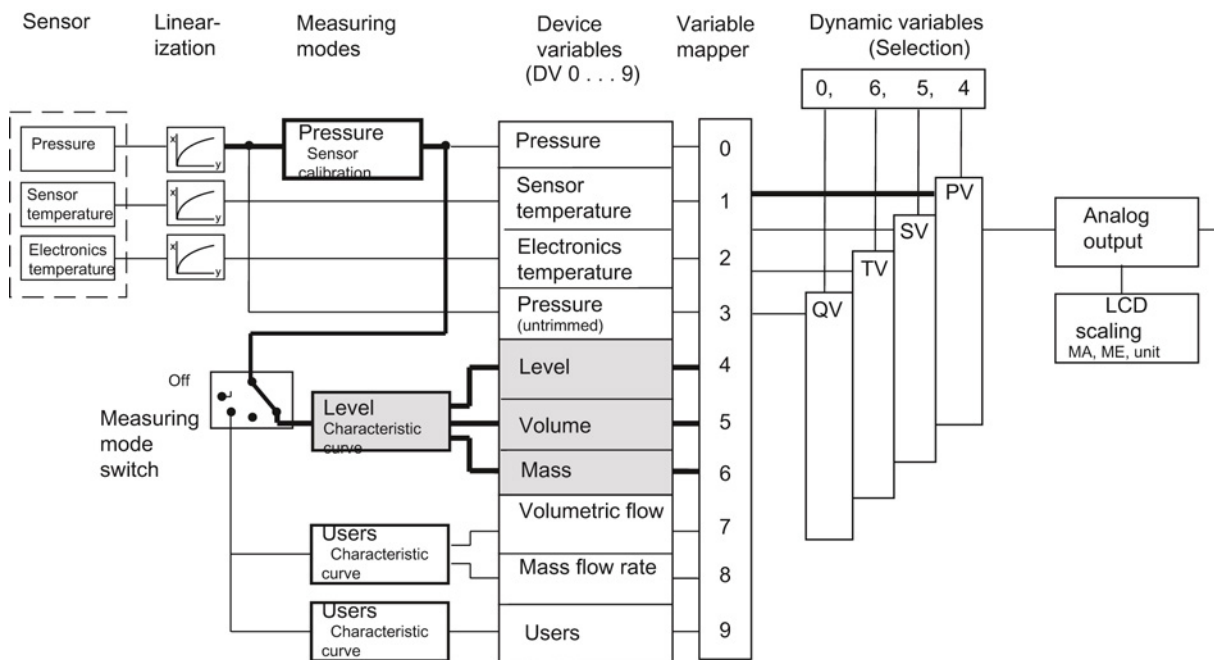 Sensor
Linear-
ization
Measuring
modes
Device
variables
(DV 0 . . . 9)
Variable
mapper
Dynamic variables
(Selection)
0, 6, 5, 4
Pressure
x
y
Pressure
Sensor
calibration
Pressure
0
Sensor
temperature
x
y
Sensor
temperature
1
PV
Analog
output
Electronics
temperature
x
y
Electronics
temperature
2
SV
TV
Pressure
(untrimmed)
3
QV
LCD
scaling
MA, ME, unit
Off
Measuring
mode
switch
Level
Characteristic
curve
Level
4
Volume
5
Mass
6
Users
Characteristic
curve
Volumetric flow
7
Mass flow rate
8
Users
Characteristic
curve
Users
9